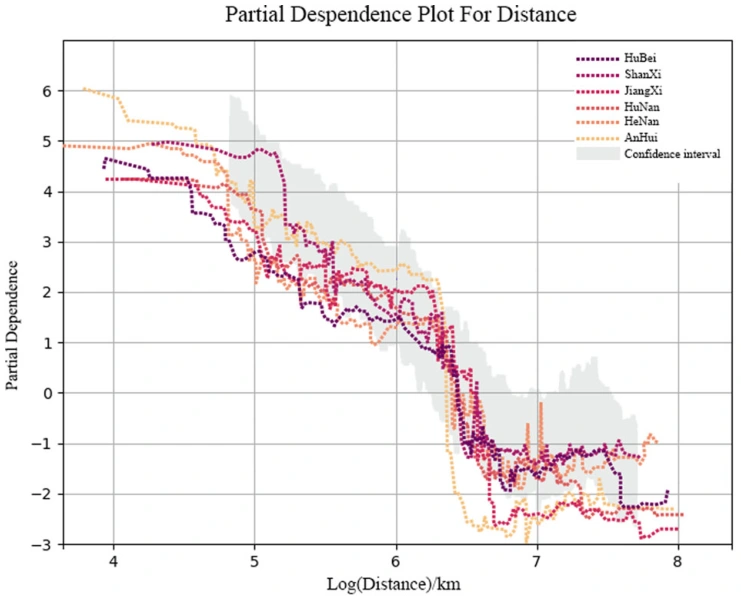 Partial Despendence Plot For Distance
HuBei
ShanXi
JiangXi
HuNan
HeNan
AnHui
Confidence interval
6
5
4
3
2
1
0
−1
−2
−3
Partial Dependence
4 5 6 7 8
Log(Distance)/km